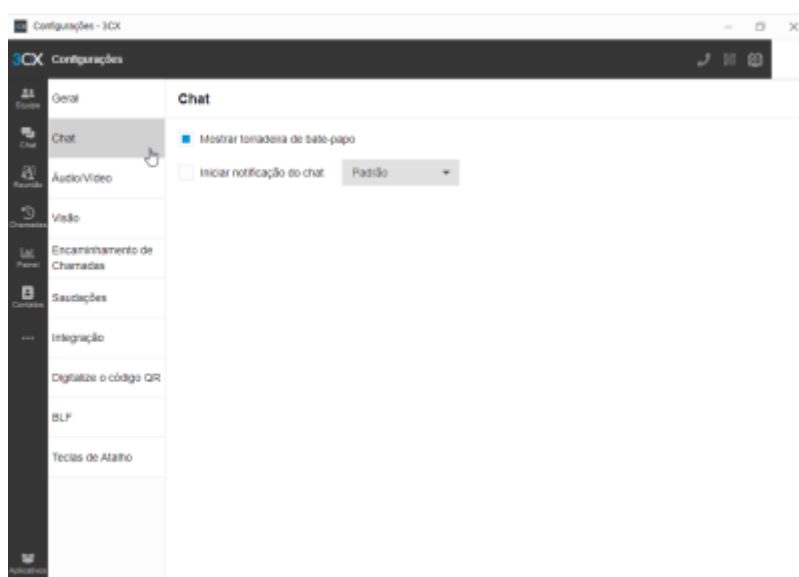 Configurações - 3CX
3CX Configurações
Equipe
Chat
Reunião
Chamadas
Painel
Contatos
Aplicativos
Geral
Chat
Áudio/Vídeo
Visão
Encaminhamento de
Chamadas
Saudações
Integração
Digitalize o código QR
BLF
Teclas de Atalho
Chat
Mostrar torradeira de bate-papo
Iniciar notificação do chat
Padrão